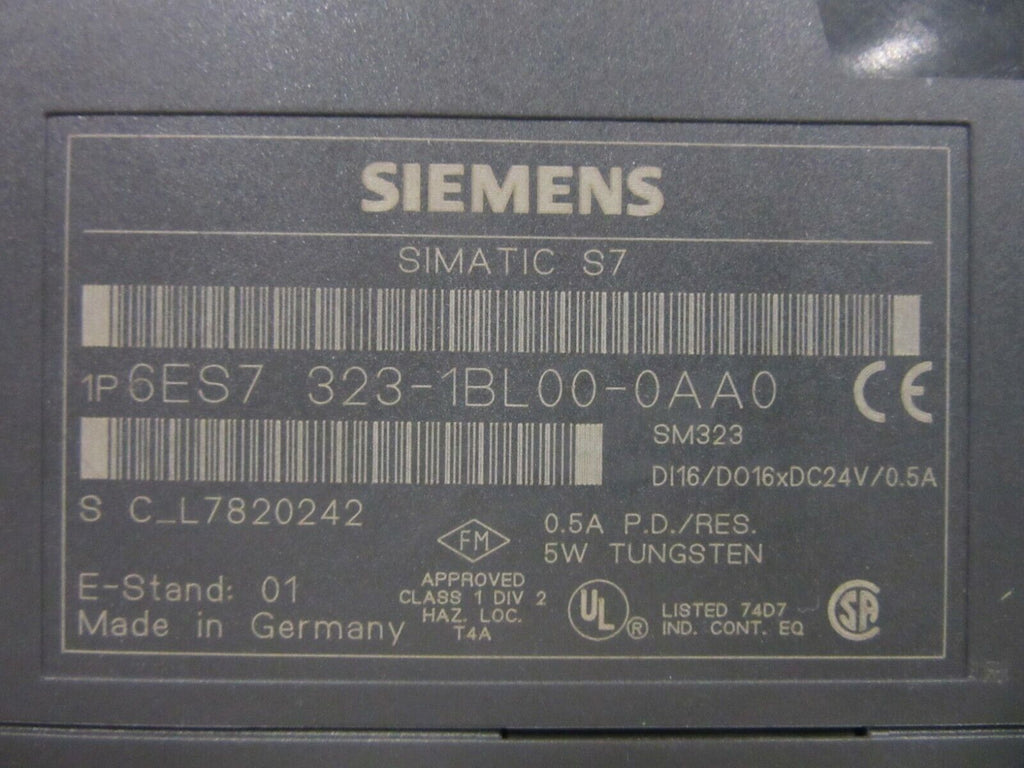 SIEMENS
SIMATIC S7
1P 6ES7 323-1BL00-0AA0
CE
SM323
DI16/DO16xDC24V/0.5A
S C_L7820242
0.5A P.D./RES.
5W TUNGSTEN
FM
APPROVED
CLASS 1 DIV 2
HAZ. LOC.
T4A
E-Stand: 01
Made in Germany
UL ®
LISTED 74D7
IND. CONT. EQ
SA